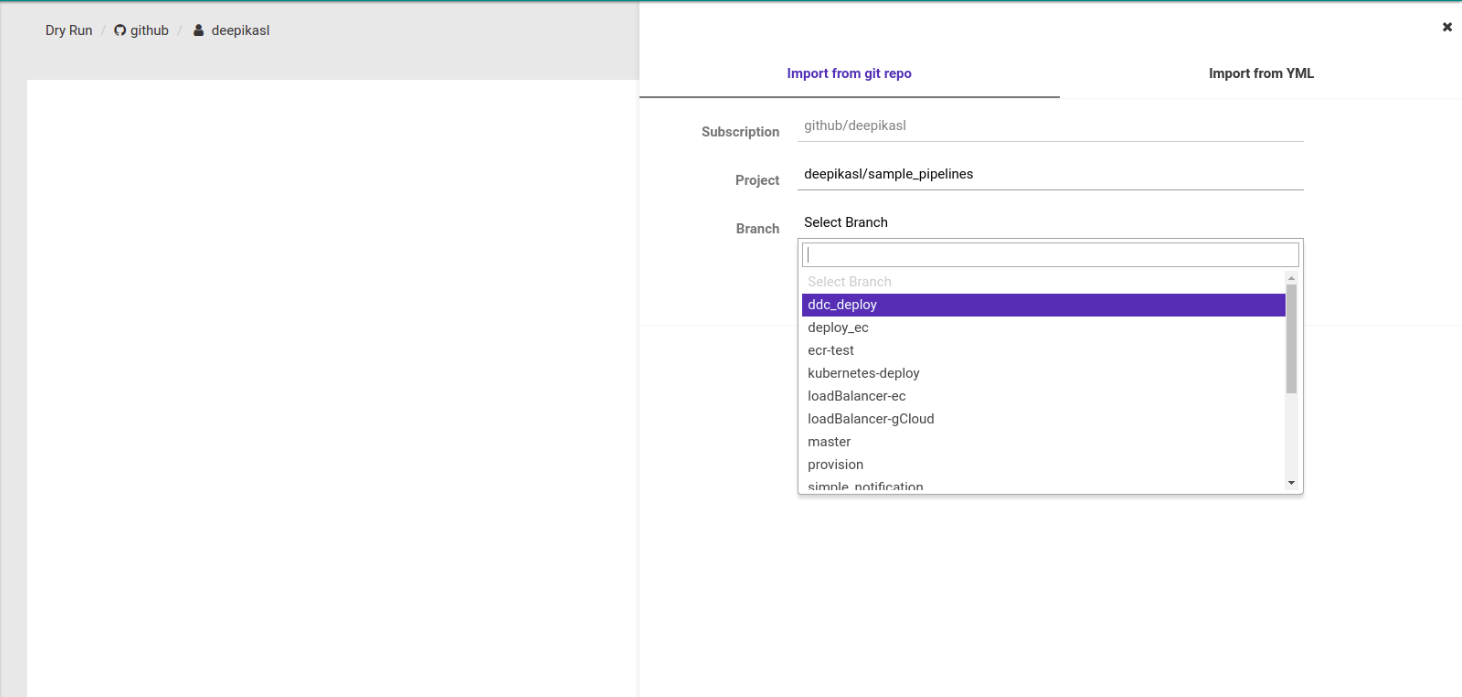 Dry Run / github / deepikasl
Import from git repo
Import from YML
Subscription
github/deepikasl
Project
deepikasl/sample_pipelines
Branch
Select Branch
Select Branch
ddc_deploy
deploy_ec
ecr-test
kubernetes-deploy
loadBalancer-ec
loadBalancer-gCloud
master
provision
simple_notification